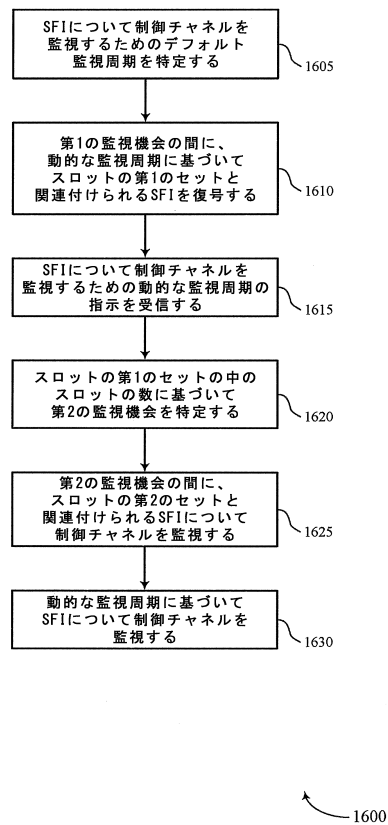 SFIについて制御チャネルを
監視するためのデフォルト
監視周期を特定する
1605
第1の監視機会の間に、
動的な監視周期に基づいて
スロットの第1のセットと
関連付けられるSFIを復号する
1610
SFIについて制御チャネルを
監視するための動的な監視周期の
指示を受信する
1615
スロットの第1のセットの中の
スロットの数に基づいて
第2の監視機会を特定する
1620
第2の監視機会の間に、
スロットの第2のセットと
関連付けられるSFIについて
制御チャネルを監視する
1625
動的な監視周期に基づいて
SFIについて制御チャネルを
監視する
1630
1600